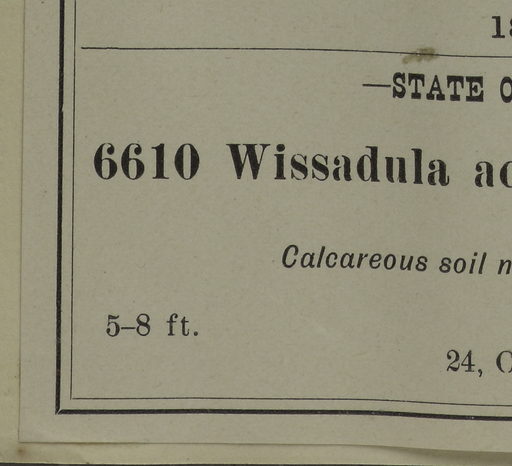 —STATE
6610 Wissadula
Calcareous soil
5–8 ft.
24,